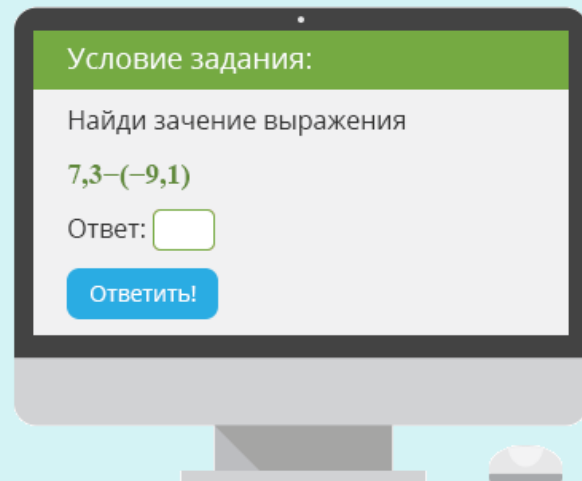 Условие задания:
Найди зачение выражения
7,3−(−9,1)
Ответ:
Ответить!